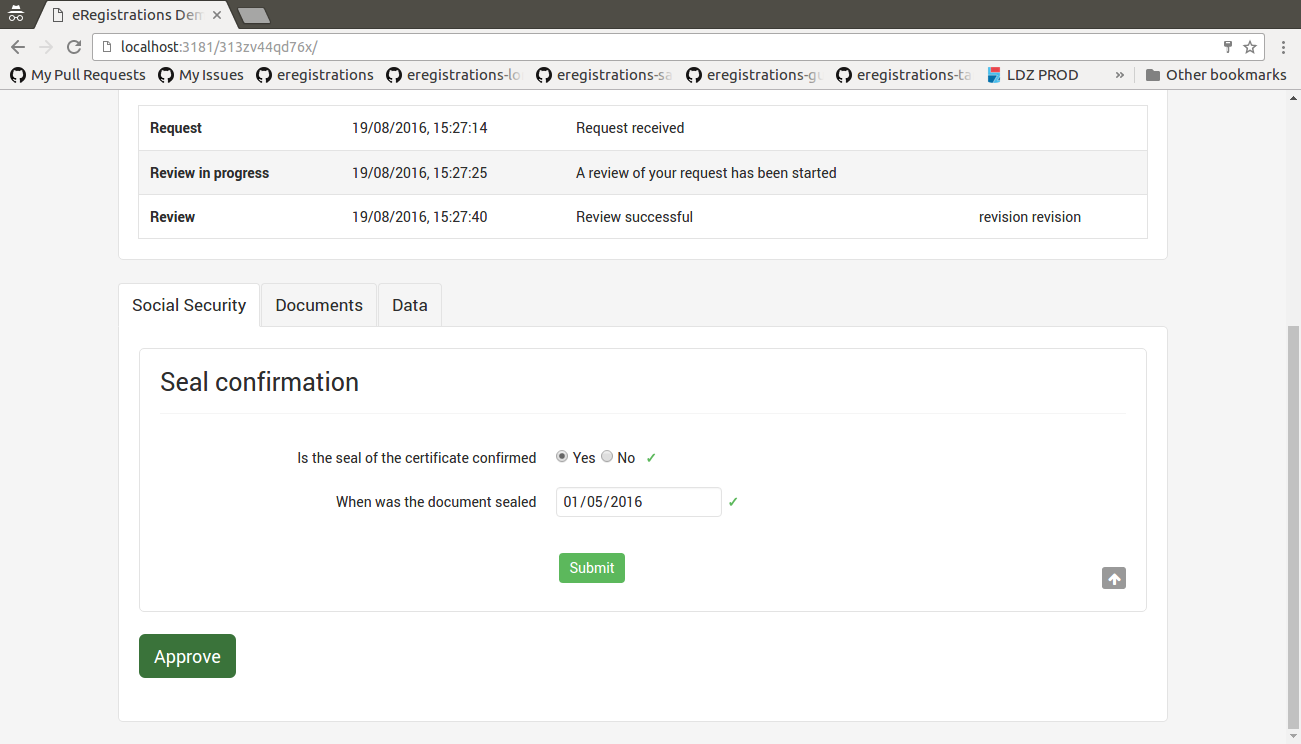 eRegistrations Dem
localhost:3181/313zv44qd76x/
My Pull Requests My Issues eregistrations eregistrations-lo eregistrations-sa eregistrations-gu eregistrations-ta LDZ PROD » Other bookmarks
Request 19/08/2016, 15:27:14 Request received
Review in progress 19/08/2016, 15:27:25 A review of your request has been started
Review 19/08/2016, 15:27:40 Review successful revision revision
Social Security Documents Data
Seal confirmation
Is the seal of the certificate confirmed Yes No ✓
When was the document sealed 01/05/2016 ✓
Submit
Approve